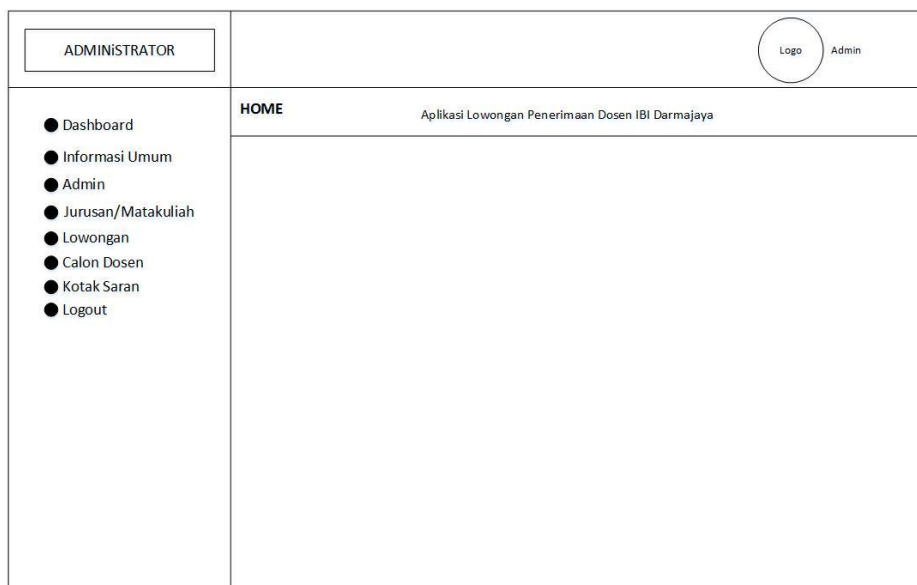 ADMINiSTRATOR
Logo
Admin
HOME
Aplikasi Lowongan Penerimaan Dosen IBI Darmajaya
Dashboard
Informasi Umum
Admin
Jurusan/Matakuliah
Lowongan
Calon Dosen
Kotak Saran
Logout